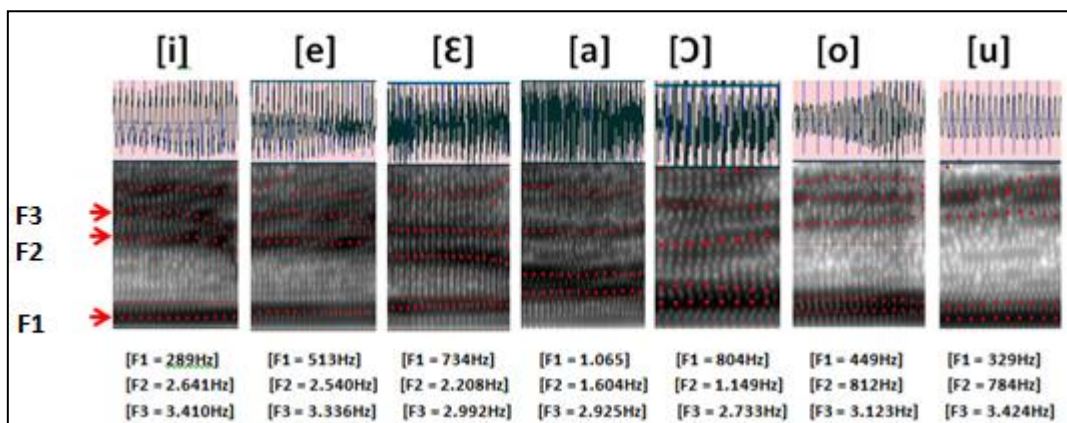 [i] [e] [Ɛ] [a] [Ɔ] [o] [u]
F3
F2
F1
[F1 = 289Hz] [F1 = 513Hz] [F1 = 734Hz] [F1 = 1.065] [F1 = 804Hz] [F1 = 449Hz] [F1 = 329Hz]
[F2 = 2.641Hz] [F2 = 2.540Hz] [F2 = 2.208Hz] [F2 = 1.604Hz] [F2 = 1.149Hz] [F2 = 812Hz] [F2 = 784Hz]
[F3 = 3.410Hz] [F3 = 3.336Hz] [F3 = 2.992Hz] [F3 = 2.925Hz] [F3 = 2.733Hz] [F3 = 3.123Hz] [F3 = 3.424Hz]